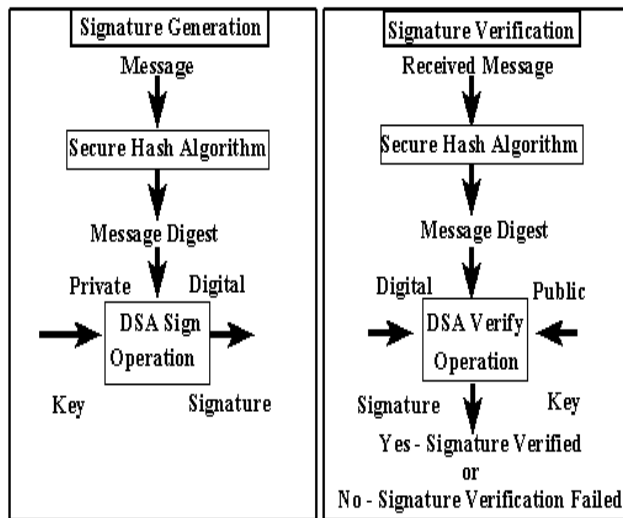 Signature Generation
Message
Secure Hash Algorithm
Message Digest
Private Digital
DSA Sign
Operation
Key Signature
Signature Verification
Received Message
Secure Hash Algorithm
Message Digest
Digital Public
DSA Verify
Operation
Signature Key
Yes - Signature Verified
or
No - Signature Verification Failed